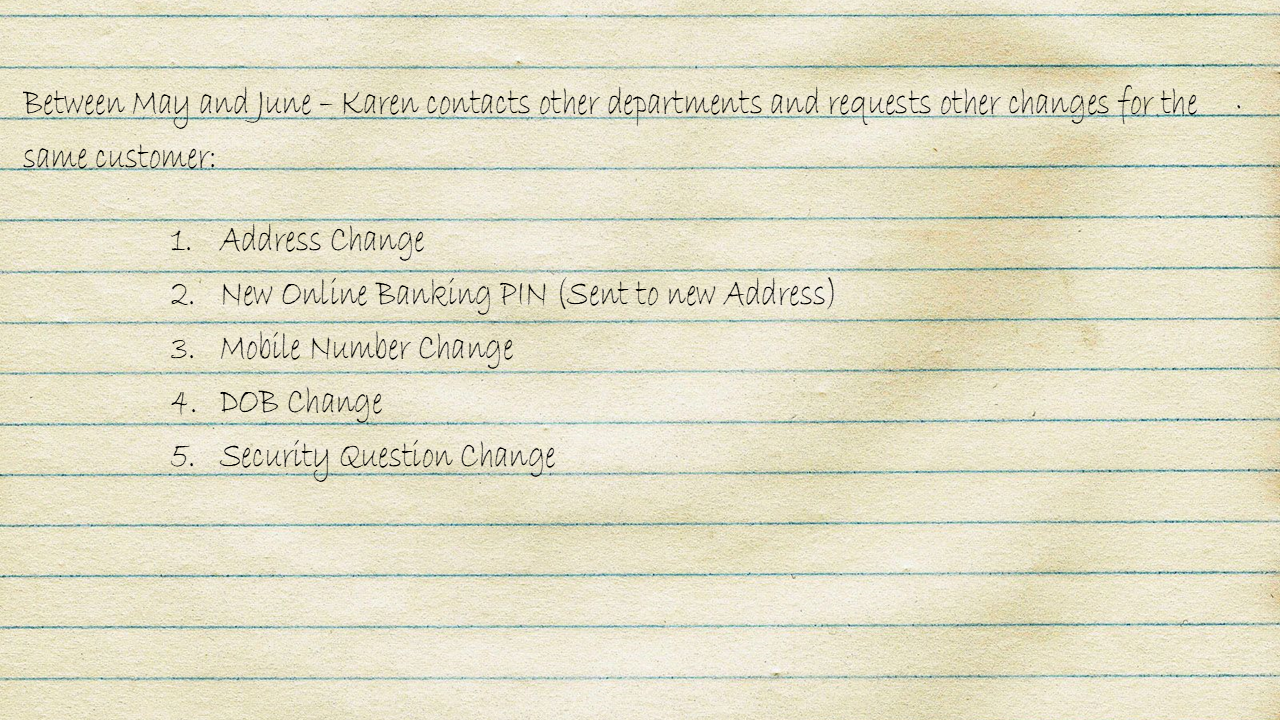 Between May and June – Karen contacts other departments and requests other changes for the
same customer:
1. Address Change
2. New Online Banking PIN (Sent to new Address)
3. Mobile Number Change
4. DOB Change
5. Security Question Change